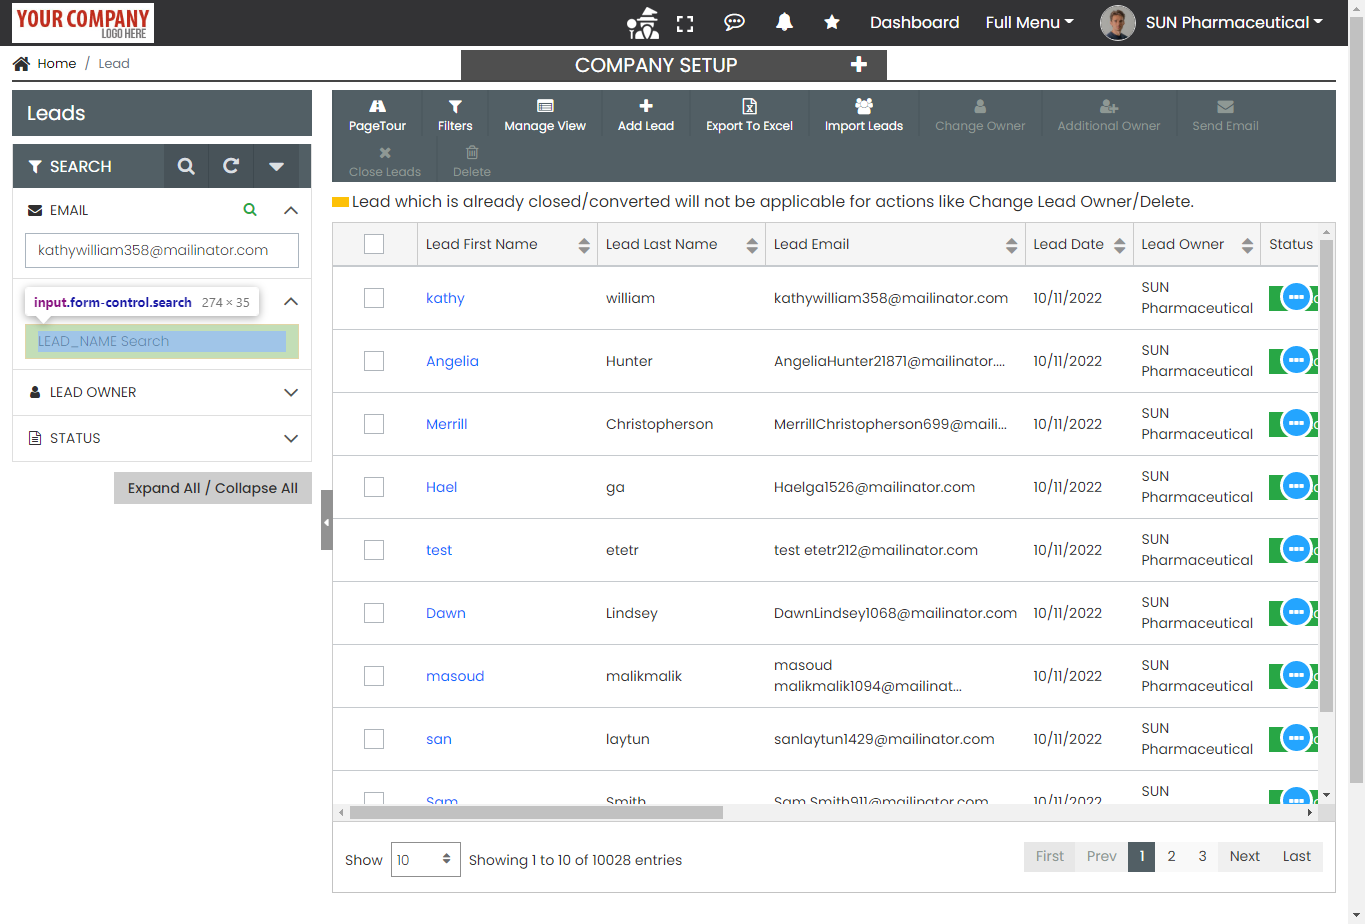 YOUR COMPANY
LOGO HERE
Dashboard
Full Menu
SUN Pharmaceutical
Home / Lead
COMPANY SETUP
Leads
PageTour
Filters
Manage View
Add Lead
Export To Excel
Import Leads
Change Owner
Additional Owner
Send Email
Close Leads
Delete
SEARCH
EMAIL
kathywilliam358@mailinator.com
input.form-control.search 274 × 35
LEAD_NAME Search
LEAD OWNER
STATUS
Expand All / Collapse All
Lead which is already closed/converted will not be applicable for actions like Change Lead Owner/Delete.
Lead First Name Lead Last Name Lead Email Lead Date Lead Owner Status
kathy william kathywilliam358@mailinator.com 10/11/2022 SUN
Pharmaceutical
Angelia Hunter AngeliaHunter21871@mailinator.... 10/11/2022 SUN
Pharmaceutical
Merrill Christopherson MerrillChristopherson699@maili... 10/11/2022 SUN
Pharmaceutical
Hael ga Haelga1526@mailinator.com 10/11/2022 SUN
Pharmaceutical
test etetr test etetr212@mailinator.com 10/11/2022 SUN
Pharmaceutical
Dawn Lindsey DawnLindsey1068@mailinator.com 10/11/2022 SUN
Pharmaceutical
masoud malikmalik masoud
malikmalik1094@mailinat... 10/11/2022 SUN
Pharmaceutical
san laytun sanlaytun1429@mailinator.com 10/11/2022 SUN
Pharmaceutical
Sam Smith Sam Smith911@mailinator.com 10/11/2022 SUN
Show 10 Showing 1 to 10 of 10028 entries
First Prev 1 2 3 Next Last